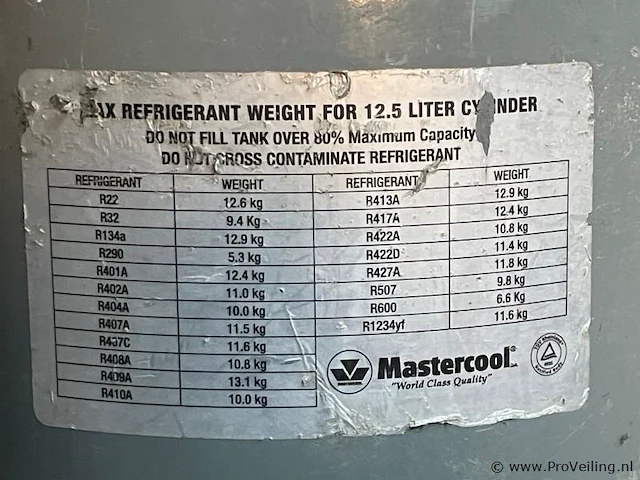 MAX REFRIGERANT WEIGHT FOR 12.5 LITER CYLINDER
DO NOT FILL TANK OVER 80% Maximum Capacity
DO NOT CROSS CONTAMINATE REFRIGERANT
REFRIGERANT WEIGHT REFRIGERANT WEIGHT
R22 12.6 kg R413A 12.9 kg
R32 9.4 kg R417A 12.4 kg
R134a 12.9 kg R422A 10.8 kg
R290 5.3 kg R422D 11.4 kg
R401A 12.4 kg R427A 11.8 kg
R402A 11.0 kg R507 9.8 kg
R404A 10.0 kg R600 6.6 kg
R407A 11.5 kg R1234yf 11.6 kg
R407C 11.6 kg
R408A 10.8 kg
R409A 13.1 kg
R410A 10.0 kg
Mastercool
"World Class Quality"
© www.ProVeiling.nl